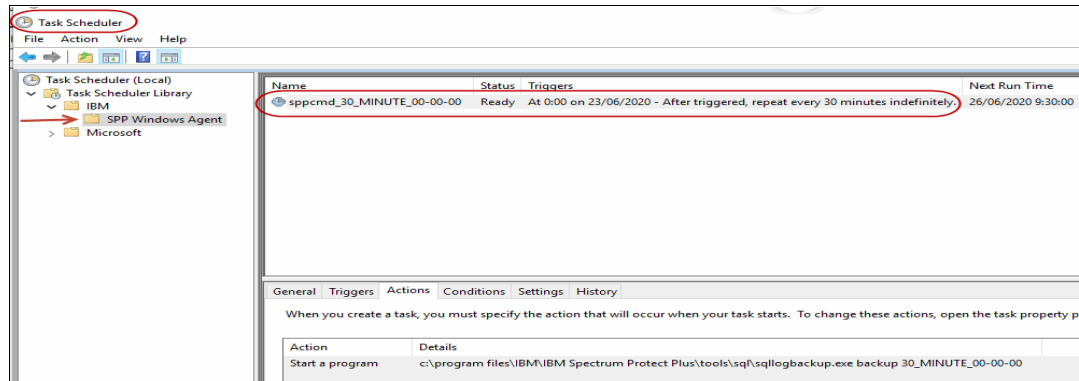 Task Scheduler
File Action View Help
Task Scheduler (Local)
Task Scheduler Library
IBM
SPP Windows Agent
Microsoft
Name Status Triggers Next Run Time
sppcmd_30_MINUTE_00-00-00 Ready At 0:00 on 23/06/2020 - After triggered, repeat every 30 minutes indefinitely. 26/06/2020 9:30:00
General Triggers Actions Conditions Settings History
When you create a task, you must specify the action that will occur when your task starts. To change these actions, open the task property p
Action Details
Start a program c:\program files\IBM\IBM Spectrum Protect Plus\tools\sql\sqllogbackup.exe backup 30_MINUTE_00-00-00